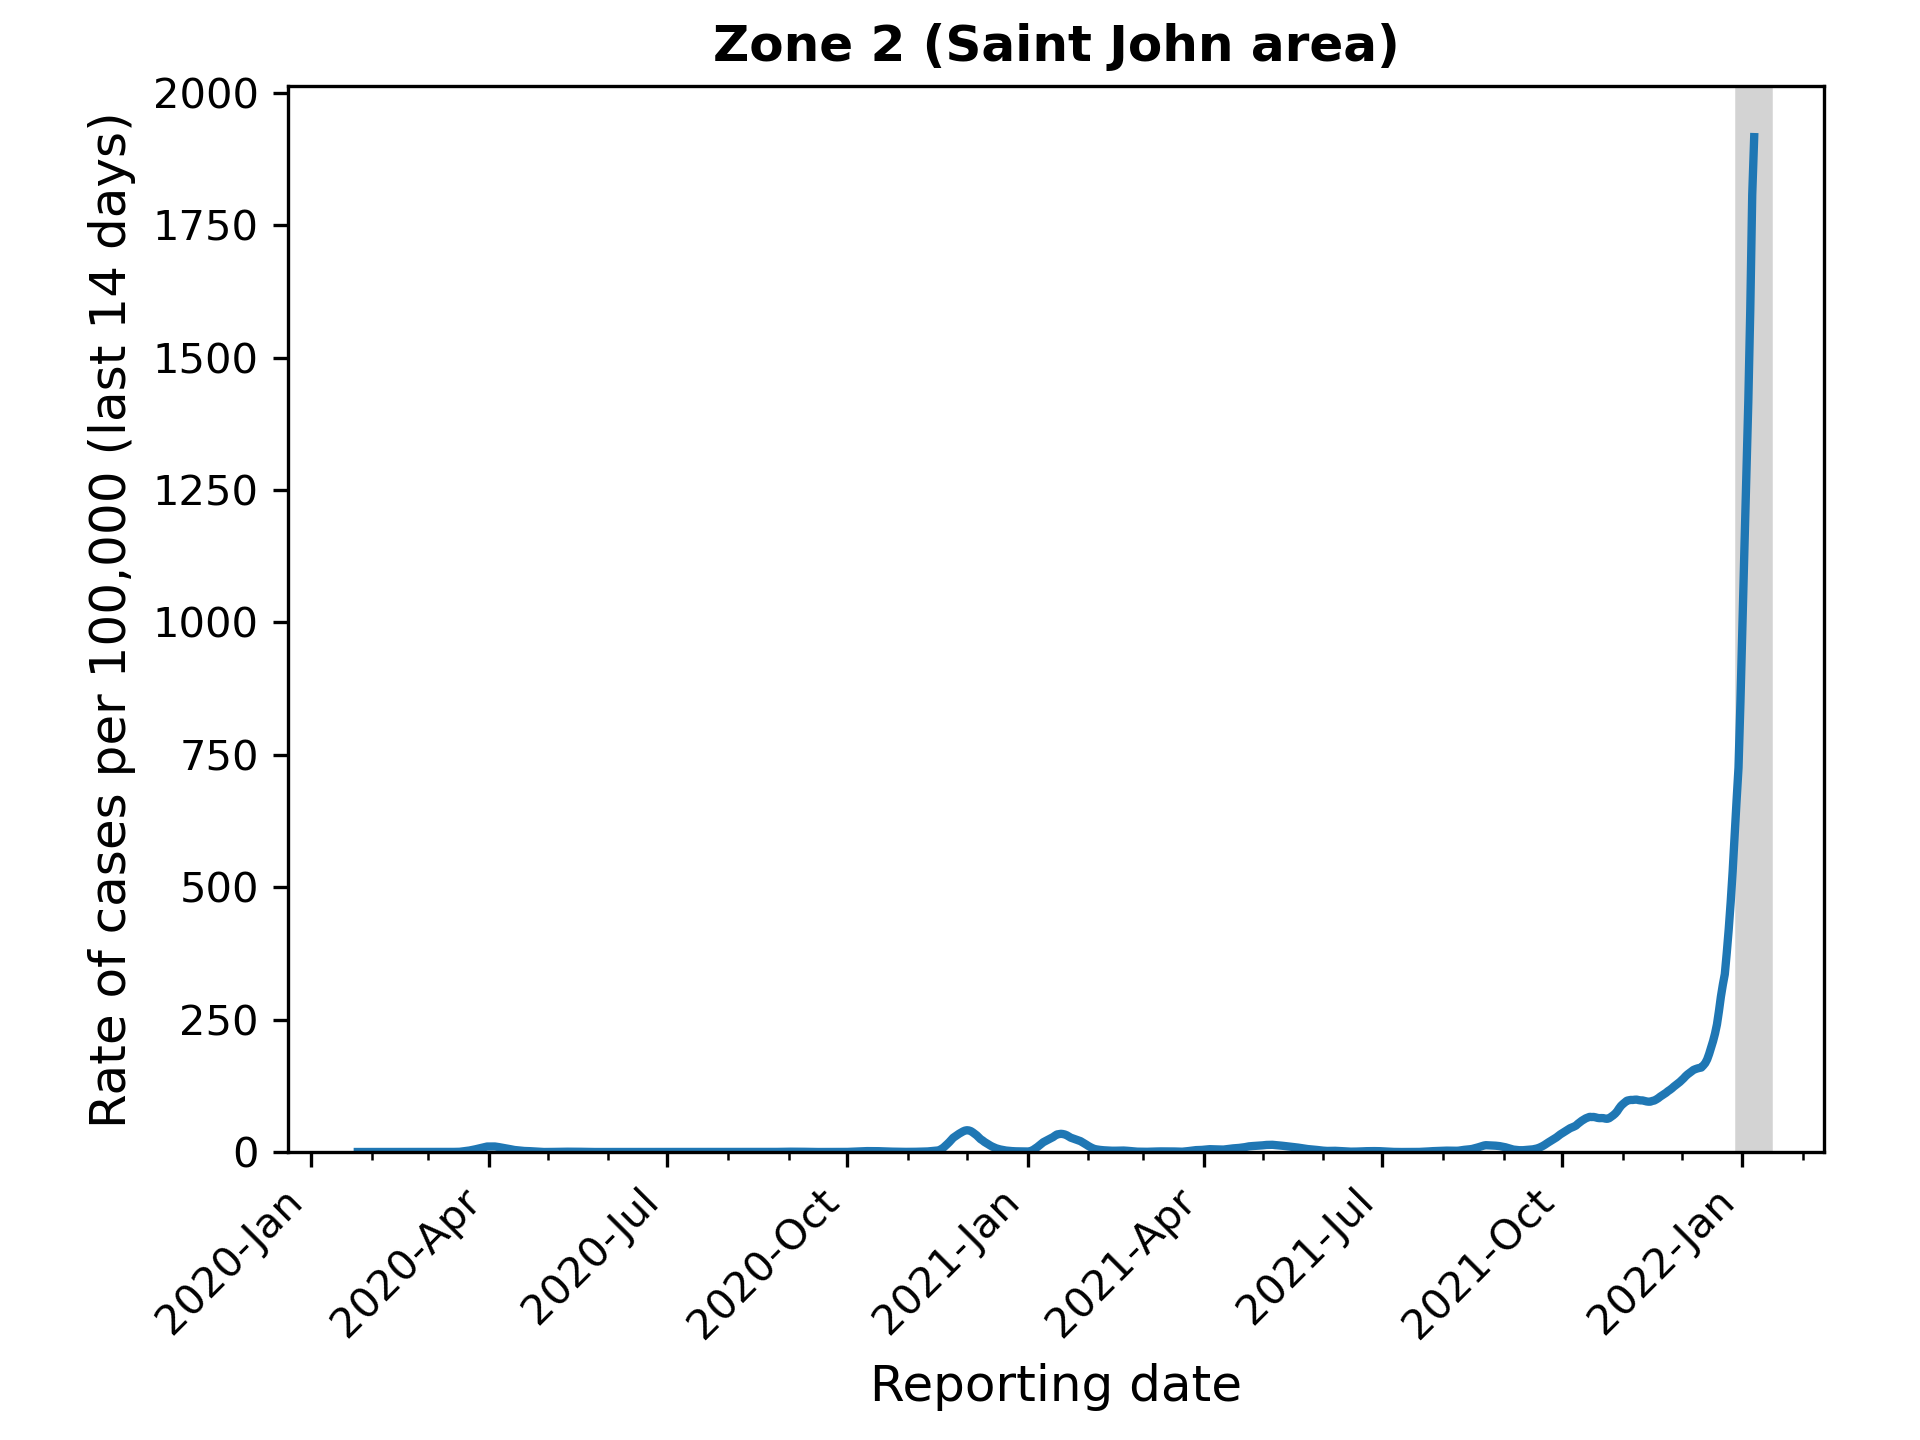 Zone 2 (Saint John area)
Rate of cases per 100,000 (last 14 days)
2000
1750
1500
1250
1000
750
500
250
0
2020-Jan
2020-Apr
2020-Jul
2020-Oct
2021-Jan
2021-Apr
2021-Jul
2021-Oct
2022-Jan
Reporting date